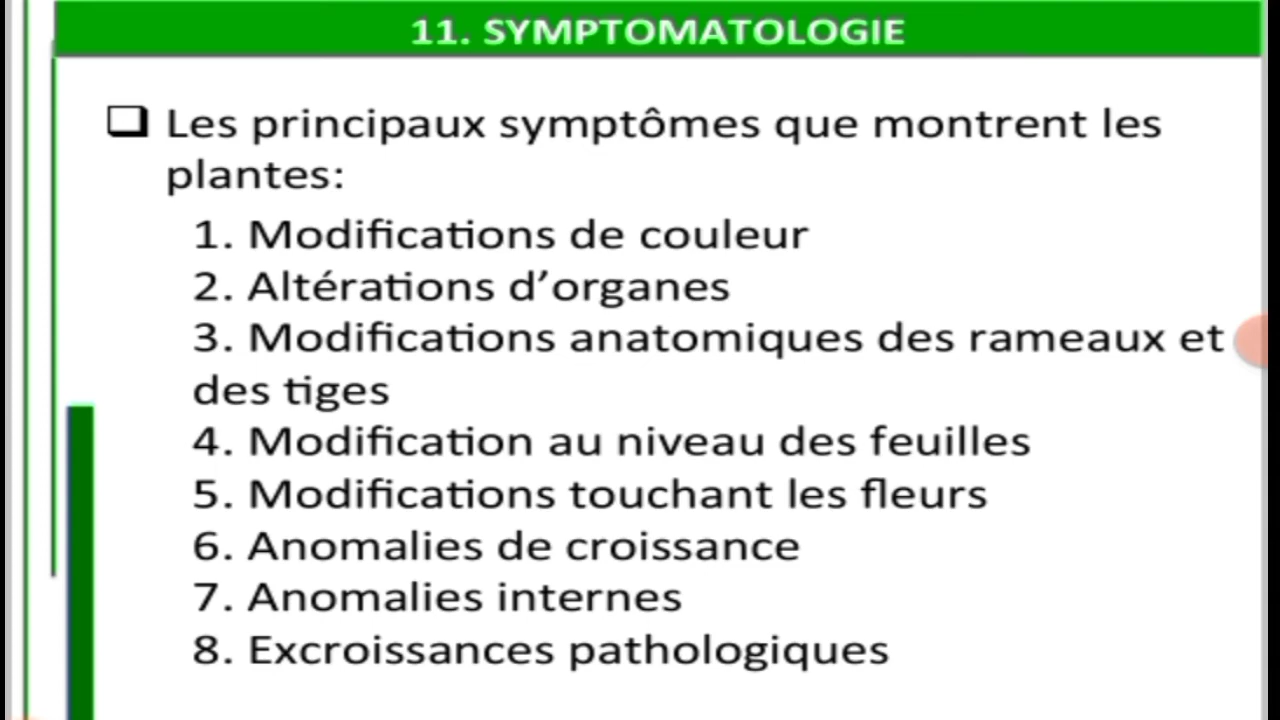 11. SYMPTOMATOLOGIE
Les principaux symptômes que montrent les
plantes:
1. Modifications de couleur
2. Altérations d’organes
3. Modifications anatomiques des rameaux et
des tiges
4. Modification au niveau des feuilles
5. Modifications touchant les fleurs
6. Anomalies de croissance
7. Anomalies internes
8. Excroissances pathologiques